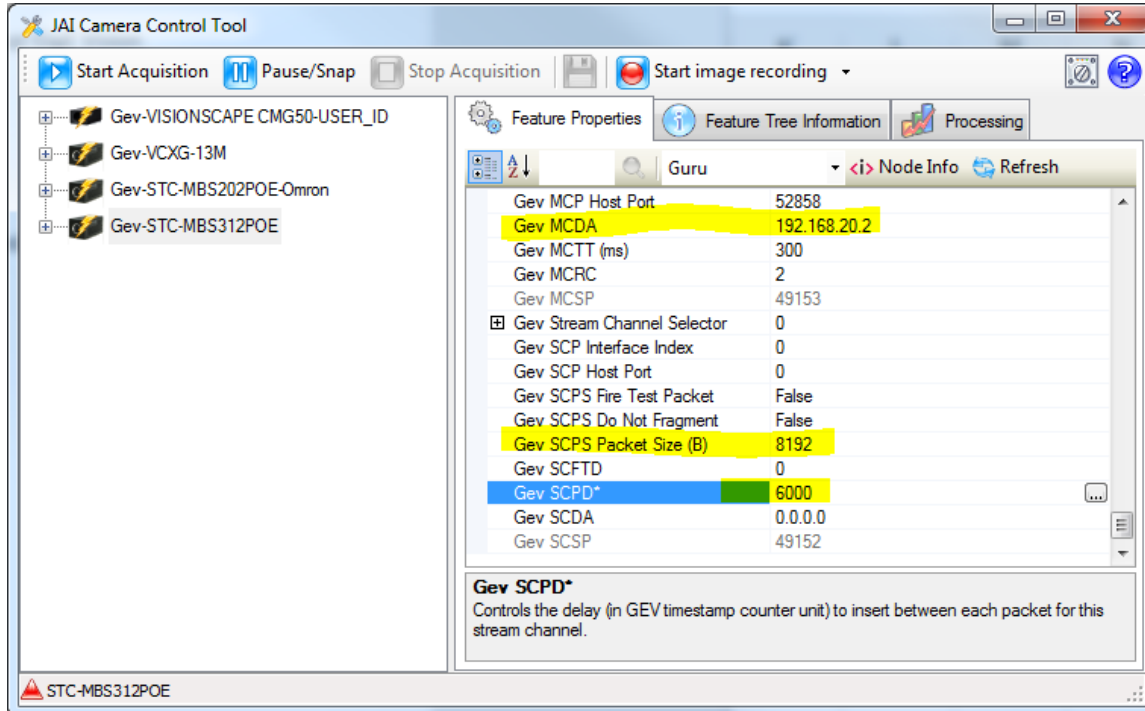 JAI Camera Control Tool
Start Acquisition Pause/Snap Stop Acquisition Start image recording
Gev-VISIONSCAPE CMG50-USER_ID
Gev-VCXG-13M
Gev-STC-MBS202POE-Omron
Gev-STC-MBS312POE
Feature Properties Feature Tree Information Processing
Guru <i> Node Info Refresh
Gev MCP Host Port 52858
Gev MCDA 192.168.20.2
Gev MCTT (ms) 300
Gev MCRC 2
Gev MCSP 49153
Gev Stream Channel Selector 0
Gev SCP Interface Index 0
Gev SCP Host Port 0
Gev SCPS Fire Test Packet False
Gev SCPS Do Not Fragment False
Gev SCPS Packet Size (B) 8192
Gev SCFTD 0
Gev SCPD* 6000 ...
Gev SCDA 0.0.0.0
Gev SCSP 49152
Gev SCPD*
Controls the delay (in GEV timestamp counter unit) to insert between each packet for this
stream channel.
STC-MBS312POE